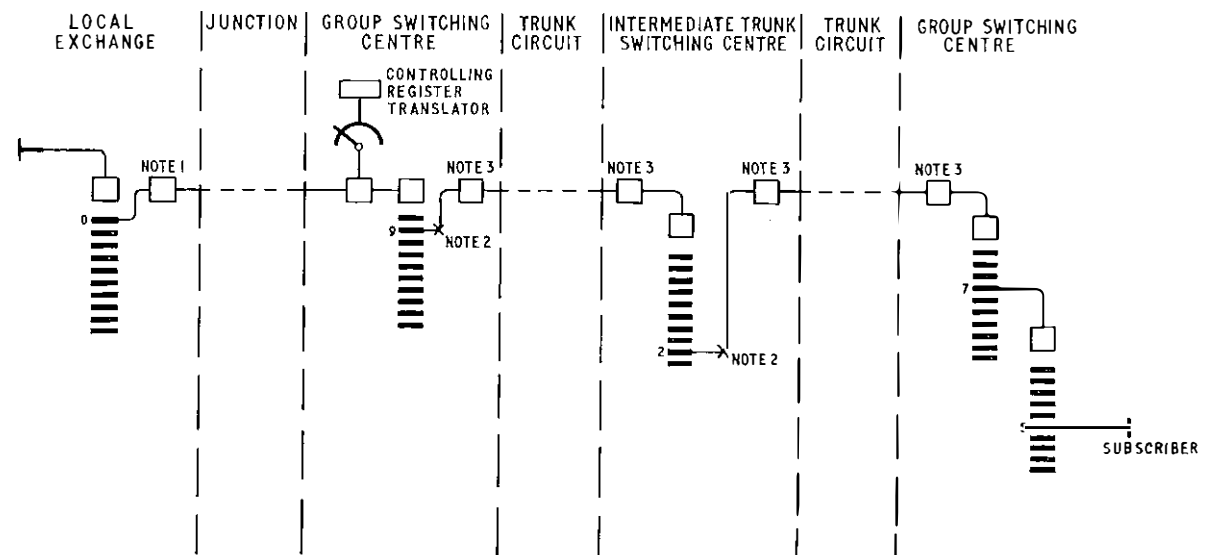 LOCAL
EXCHANGE
JUNCTION
GROUP SWITCHING
CENTRE
TRUNK
CIRCUIT
INTERMEDIATE TRUNK
SWITCHING CENTRE
TRUNK
CIRCUIT
GROUP SWITCHING
CENTRE
CONTROLLING
REGISTER
TRANSLATOR
NOTE 1
NOTE 3
NOTE 3
NOTE 3
NOTE 3
0
9
NOTE 2
7
2
NOTE 2
5
SUBSCRIBER